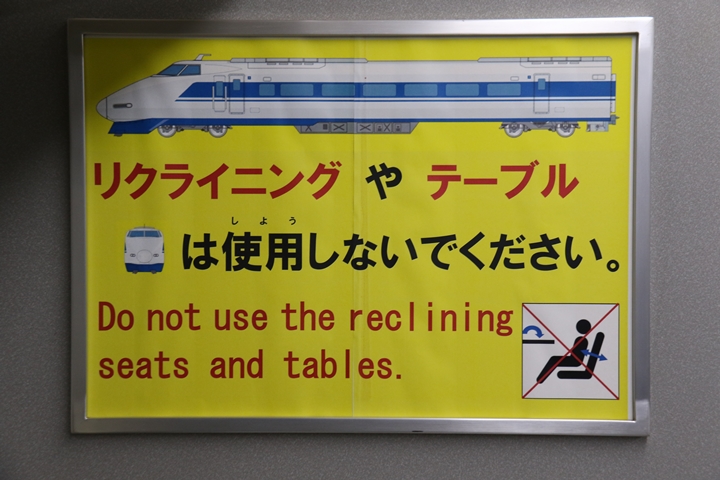 リクライニング や テーブル
しよう
は使用しないでください。
Do not use the reclining
seats and tables.